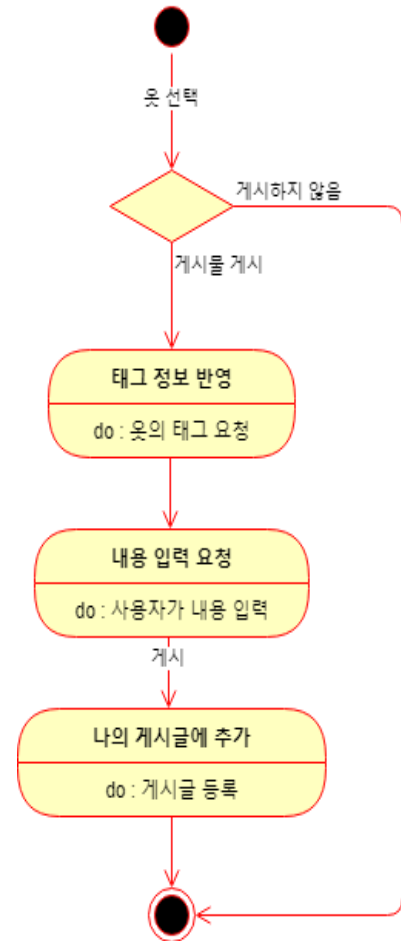 옷 선택
게시하지 않음
게시물 게시
태그 정보 반영
do : 옷의 태그 요청
내용 입력 요청
do : 사용자가 내용 입력
게시
나의 게시글에 추가
do : 게시글 등록